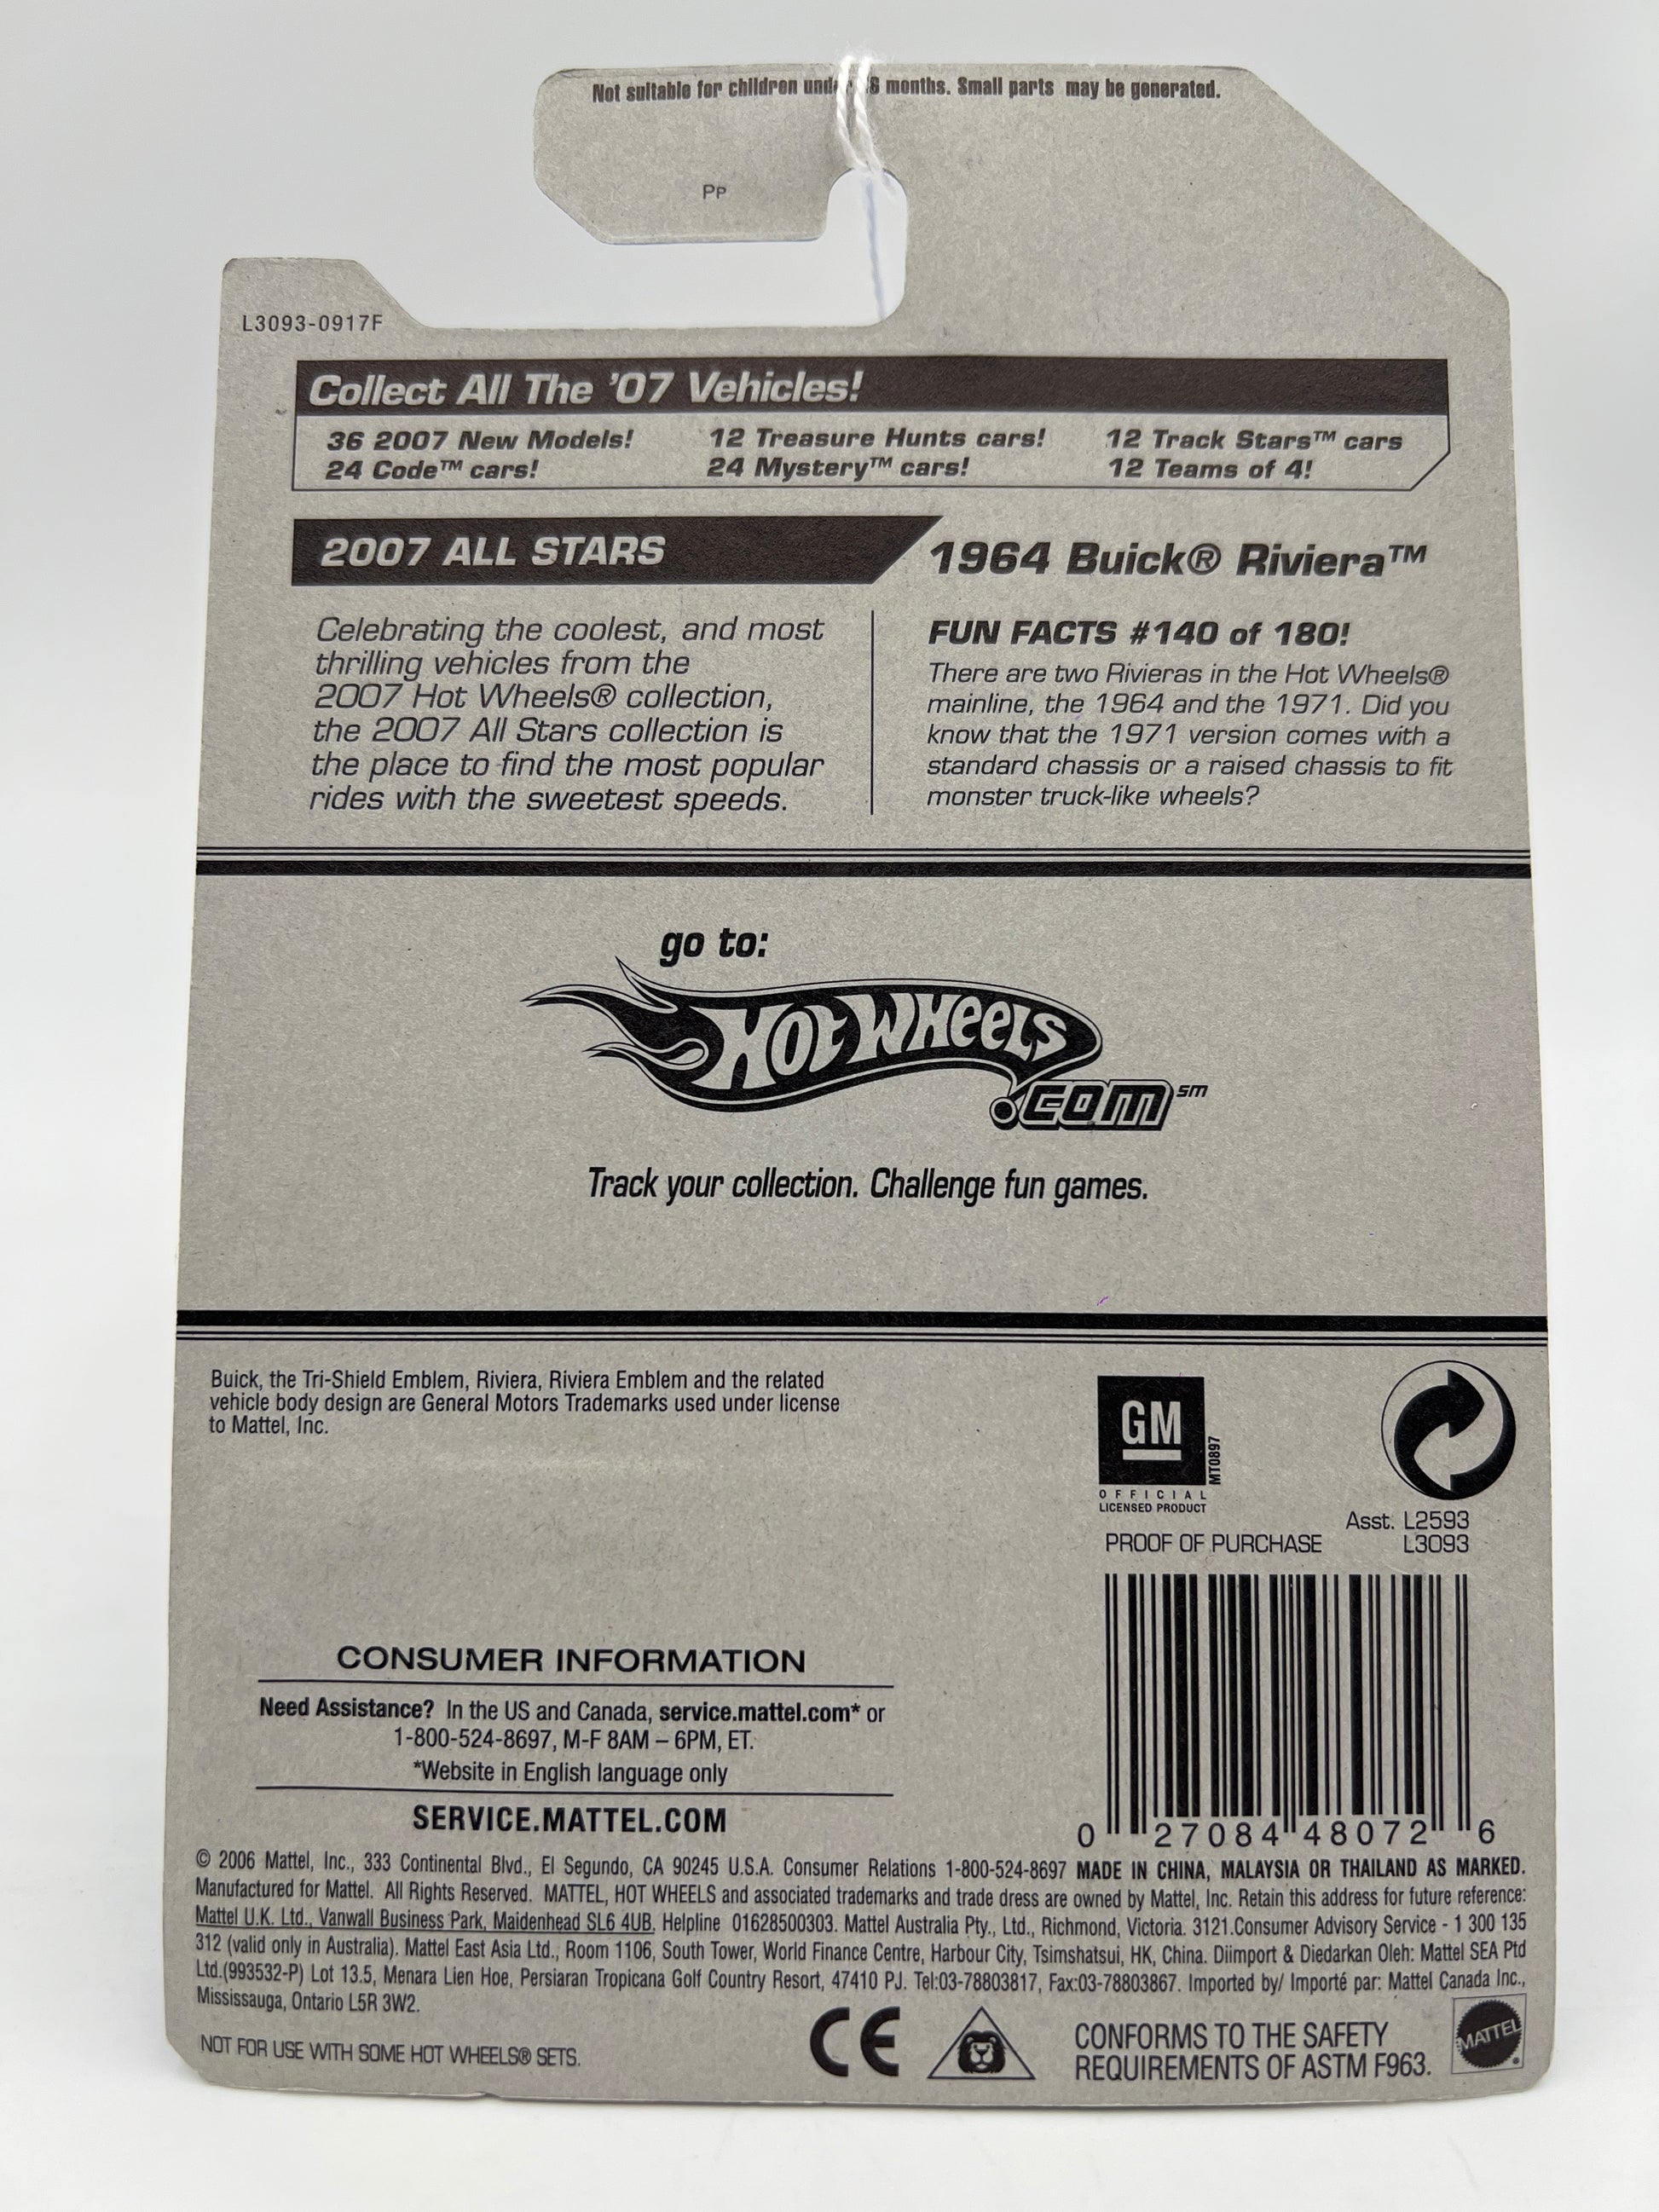 Not suitable for children months. Small parts may be generated.
PP
L3093-0917F
Collect All The '07 Vehicles!
36 2007 New Models! 12 Treasure Hunts cars! 12 Track Stars™ cars
24 Code™ cars! 24 Mystery™ cars! 12 Teams of 4!
2007 ALL STARS
1964 Buick® Riviera™
Celebrating the coolest, and most
thrilling vehicles from the
2007 Hot Wheels® collection,
the 2007 All Stars collection is
the place to find the most popular
rides with the sweetest speeds.
FUN FACTS #140 of 180!
There are two Rivieras in the Hot Wheels®
mainline, the 1964 and the 1971. Did you
know that the 1971 version comes with a
standard chassis or a raised chassis to fit
monster truck-like wheels?
go to:
HOT WHEELS
.COM SM
Track your collection. Challenge fun games.
Buick, the Tri-Shield Emblem, Riviera, Riviera Emblem and the related
vehicle body design are General Motors Trademarks used under license
to Mattel, Inc.
GM
MT0897
OFFICIAL
LICENSED PRODUCT
Asst. L2593
PROOF OF PURCHASE L3093
0 27084 48072 6
CONSUMER INFORMATION
Need Assistance? In the US and Canada, service.mattel.com* or
1-800-524-8697, M-F 8AM – 6PM, ET.
*Website in English language only
SERVICE.MATTEL.COM
© 2006 Mattel, Inc., 333 Continental Blvd., El Segundo, CA 90245 U.S.A. Consumer Relations 1-800-524-8697 MADE IN CHINA, MALAYSIA OR THAILAND AS MARKED.
Manufactured for Mattel. All Rights Reserved. MATTEL, HOT WHEELS and associated trademarks and trade dress are owned by Mattel, Inc. Retain this address for future reference:
Mattel U.K. Ltd., Vanwall Business Park, Maidenhead SL6 4UB. Helpline 01628500303. Mattel Australia Pty., Ltd., Richmond, Victoria. 3121.Consumer Advisory Service - 1 300 135
312 (valid only in Australia). Mattel East Asia Ltd., Room 1106, South Tower, World Finance Centre, Harbour City, Tsimshatsui, HK, China. Diimport & Diedarkan Oleh: Mattel SEA Ptd
Ltd.(993532-P) Lot 13.5, Menara Lien Hoe, Persiaran Tropicana Golf Country Resort, 47410 PJ. Tel:03-78803817, Fax:03-78803867. Imported by/ Importé par: Mattel Canada Inc.,
Mississauga, Ontario L5R 3W2.
NOT FOR USE WITH SOME HOT WHEELS® SETS.
CE
CONFORMS TO THE SAFETY
REQUIREMENTS OF ASTM F963.
MATTEL